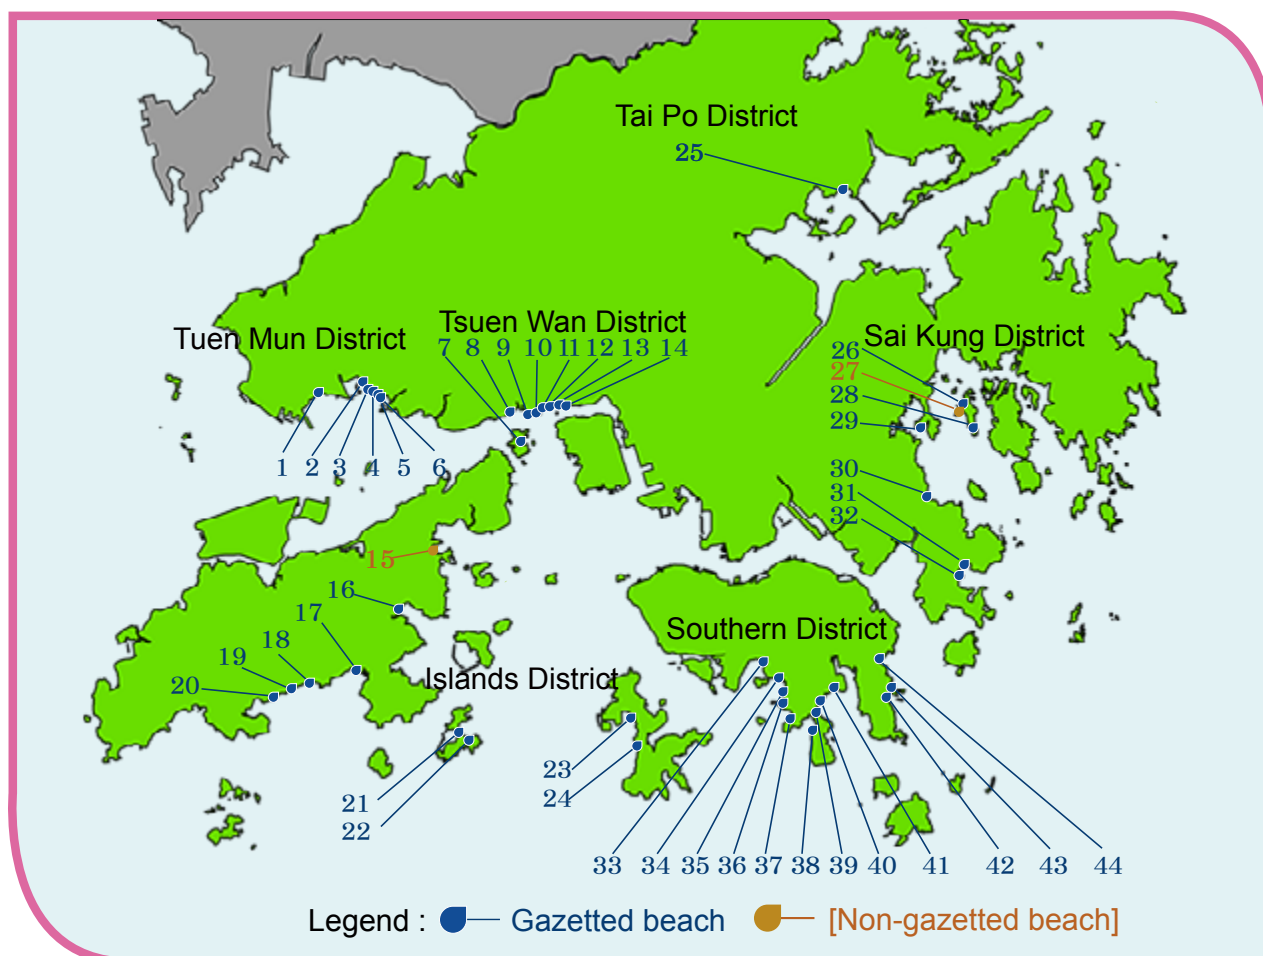 Tai Po District
25
Tuen Mun District
Tsuen Wan District
7 8 9 10 11 12 13 14
Sai Kung District
26
27
28
29
1 2 3 4 5 6
30
31
32
15
16
17
18
19
20
Southern District
Islands District
21
22
23
24
33 34 35 36 37 38 39 40 41 42 43 44
Legend : Gazetted beach [Non-gazetted beach]